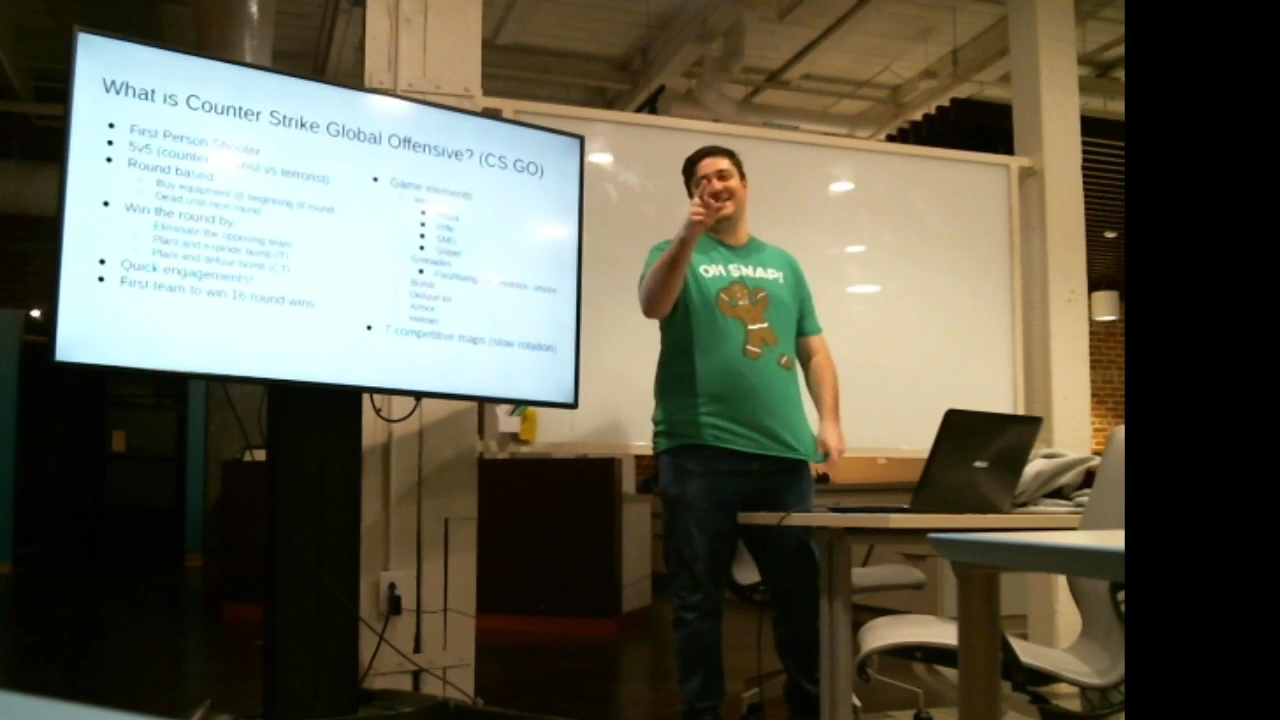 What is Counter Strike Global Offensive? (CS GO)
First Person Shooter
5v5 (counter vs terrorist)
Round based
Buy equipment @ beginning of round
Dead until next round
Win the round by
Eliminate the opposing team
Plant and explode bomb (T)
Plant and defuse bomb (CT)
Quick engagements!
First team to win 16 round wins
Game elements
Rifle
SMG
Sniper
Grenades
Flashbang smoke
Bomb
Defuse kit
Armor
Helmet
7 competitive maps (slow rotation)
OH SNAP!